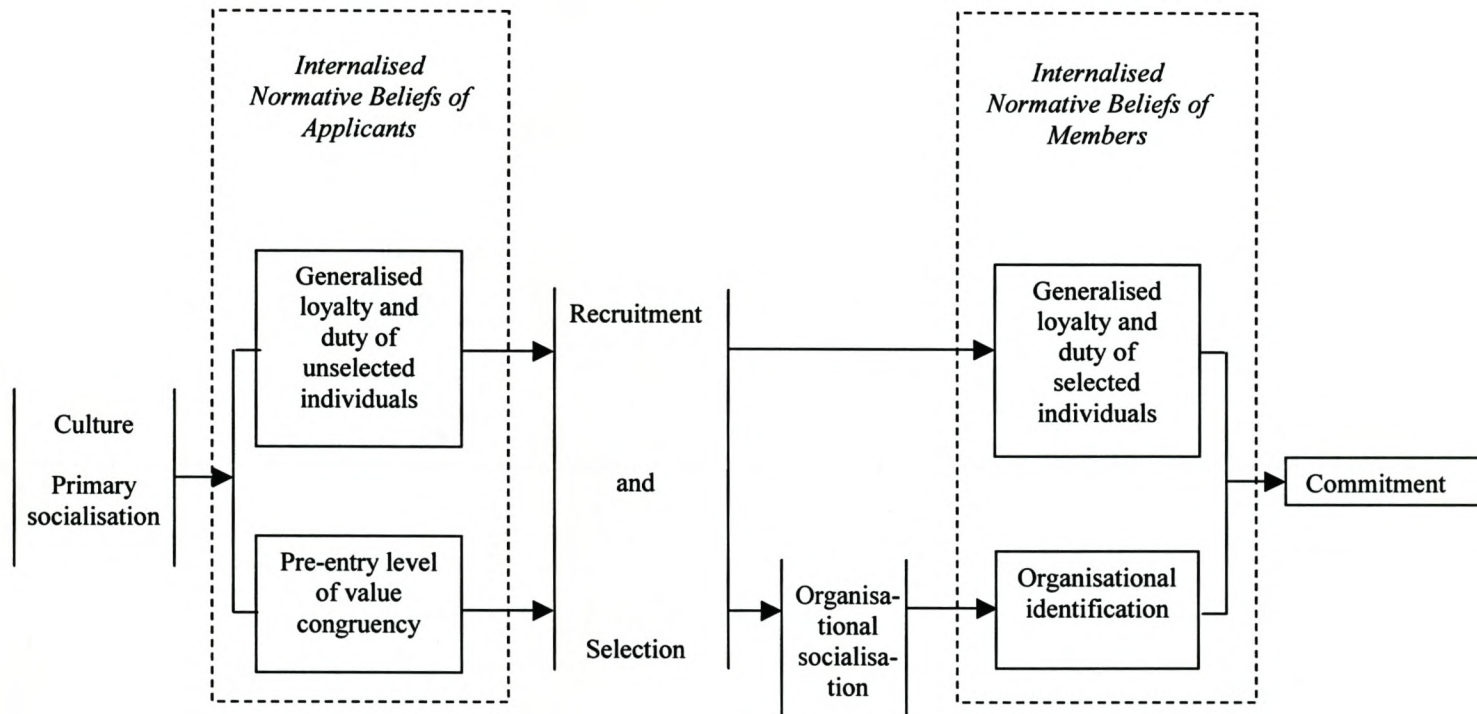 Culture
Primary
socialisation
Internalised
Normative Beliefs of
Applicants
Generalised
loyalty and
duty of
unselected
individuals
Pre-entry level
of value
congruency
Recruitment
and
Selection
Organisa-
tional
socialisa-
tion
Internalised
Normative Beliefs of
Members
Generalised
loyalty and
duty of
selected
individuals
Organisational
identification
Commitment